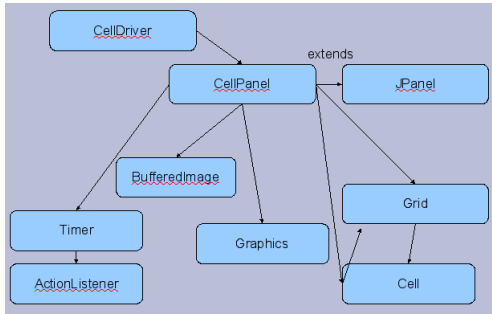 CellDriver
extends
CellPanel
JPanel
BufferedImage
Grid
Timer
Graphics
ActionListener
Cell